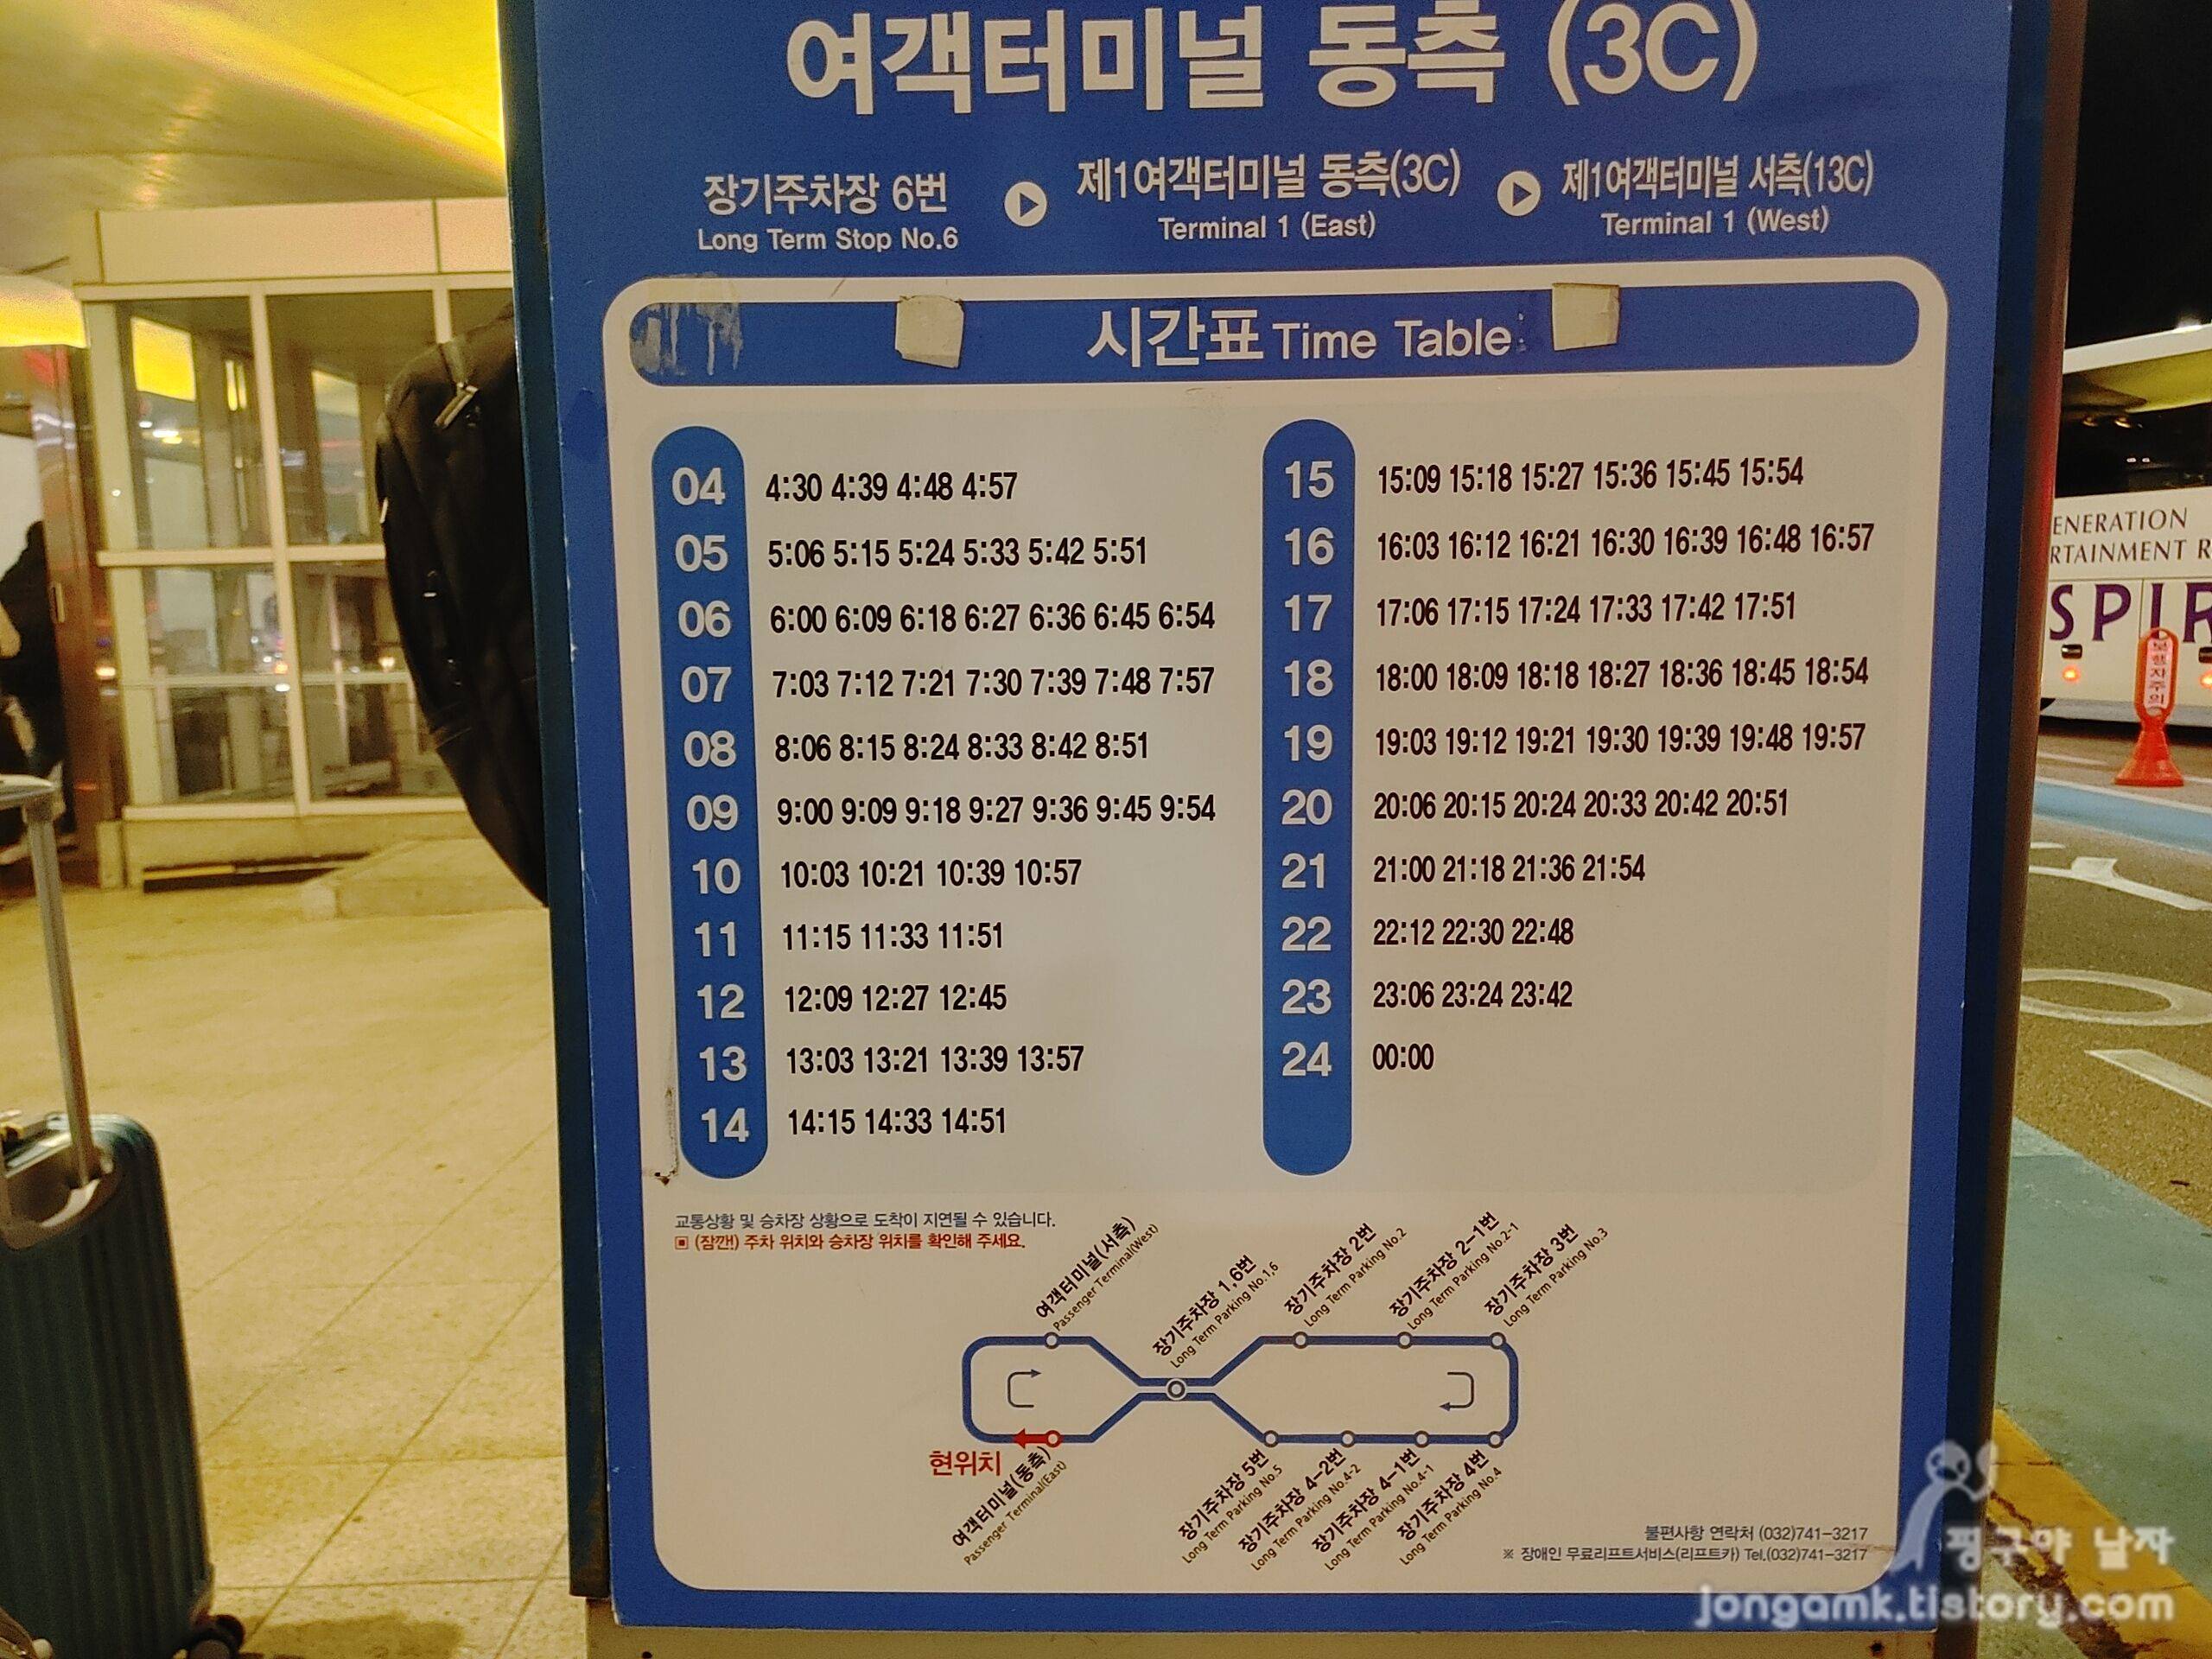 여객터미널 동측 (3C)
장기주차장 6번 제1여객터미널 동측(3C) 제1여객터미널 서측(13C)
Long Term Stop No.6 Terminal 1 (East) Terminal 1 (West)
시간표 Time Table
04 4:30 4:39 4:48 4:57
05 5:06 5:15 5:24 5:33 5:42 5:51
06 6:00 6:09 6:18 6:27 6:36 6:45 6:54
07 7:03 7:12 7:21 7:30 7:39 7:48 7:57
08 8:06 8:15 8:24 8:33 8:42 8:51
09 9:00 9:09 9:18 9:27 9:36 9:45 9:54
10 10:03 10:21 10:39 10:57
11 11:15 11:33 11:51
12 12:09 12:27 12:45
13 13:03 13:21 13:39 13:57
14 14:15 14:33 14:51
15 15:09 15:18 15:27 15:36 15:45 15:54
16 16:03 16:12 16:21 16:30 16:39 16:48 16:57
17 17:06 17:15 17:24 17:33 17:42 17:51
18 18:00 18:09 18:18 18:27 18:36 18:45 18:54
19 19:03 19:12 19:21 19:30 19:39 19:48 19:57
20 20:06 20:15 20:24 20:33 20:42 20:51
21 21:00 21:18 21:36 21:54
22 22:12 22:30 22:48
23 23:06 23:24 23:42
24 00:00
교통상황 및 승차장 상황으로 도착이 지연될 수 있습니다.
▣ (잠깐!) 주차 위치와 승차장 위치를 확인해 주세요.
여객터미널(서측)
Passenger Terminal(West)
장기주차장 1,6번
Long Term Parking No.1,6
장기주차장 2번
Long Term Parking No.2
장기주차장 2-1번
Long Term Parking No.2-1
장기주차장 3번
Long Term Parking No.3
현위치
여객터미널(동측)
Passenger Terminal(East)
장기주차장 5번
Long Term Parking No.5
장기주차장 4-2번
Long Term Parking No.4-2
장기주차장 4-1번
Long Term Parking No.4-1
장기주차장 4번
Long Term Parking No.4
불편사항 연락처 (032)741-3217
※ 장애인 무료리프트서비스(리프트카) Tel.(032)741-3217
ENERATION
RTAINMENT R
SPIR
보행자주의
핑구야 날자
jongamk.tistory.com